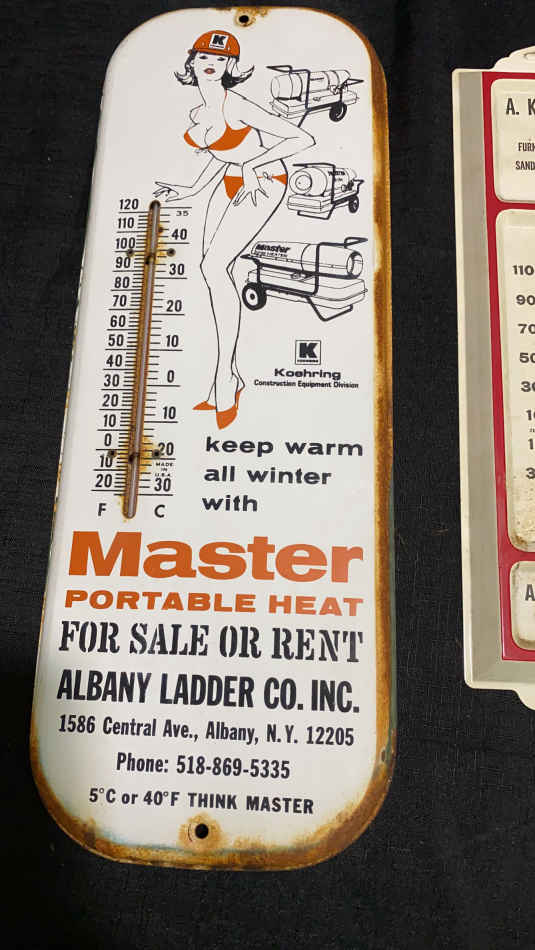 K
Master
120 35
110 40
100
90 30
80
70 20
60
50 10
40
30 0
20
10 10
0
10 20
20 30
MADE
IN
U.S.A
F C
K
Koehring
Construction Equipment Division
keep warm
all winter
with
Master
PORTABLE HEAT
FOR SALE OR RENT
ALBANY LADDER CO. INC.
1586 Central Ave., Albany, N.Y. 12205
Phone: 518-869-5335
5°C or 40°F THINK MASTER
A. K
FURN
SAND
110
90
70
50
30
10
A